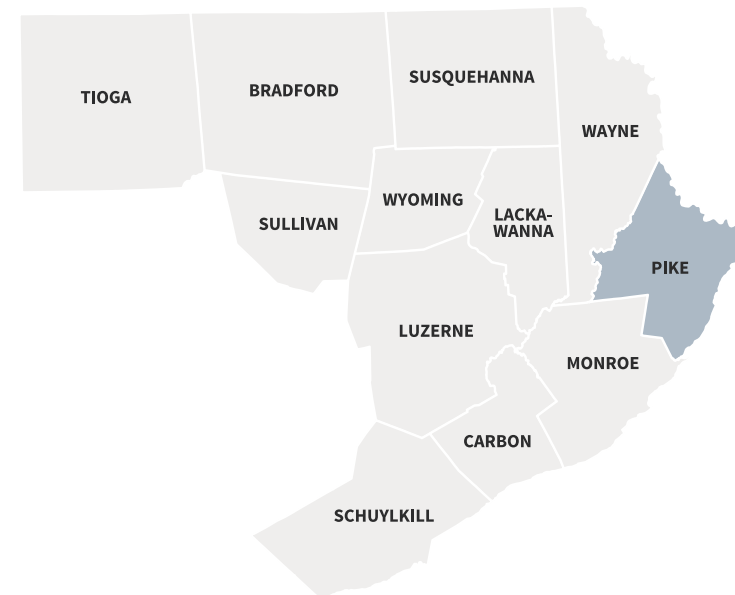 SUSQUEHANNA
BRADFORD
TIOGA
WAYNE
WYOMING
LACKA-
WANNA
SULLIVAN
PIKE
LUZERNE
MONROE
CARBON
SCHUYLKILL